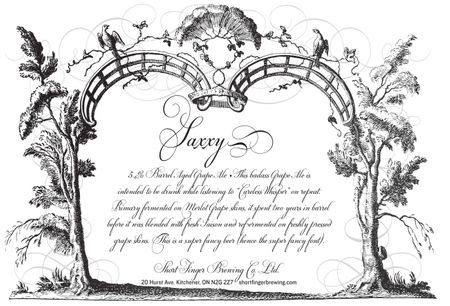 Saxxy
5.4% Barrel Aged Grape Ale • This badass Grape Ale is
intended to be drunk while listening to "Careless Whisper" on repeat.
Primary fermented on Merlot Grape skins, it spent two years in barrel
before it was blended with fresh Saison and refermented on freshly pressed
grape skins. (This is a super fancy beer (hence the super fancy font).
Short Finger Brewing Co. Ltd.
20 Hurst Ave. Kitchener, ON N2G 2Z7 shortfingerbrewing.com